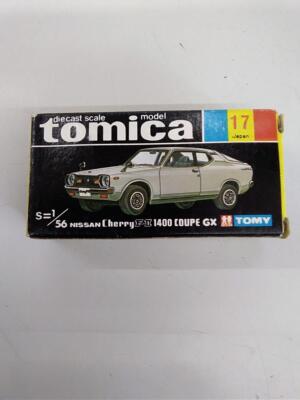 diecast scale model
tomica
17
Japan
S=1/56 NISSAN Cherry F-II 1400 COUPE GX TOMY